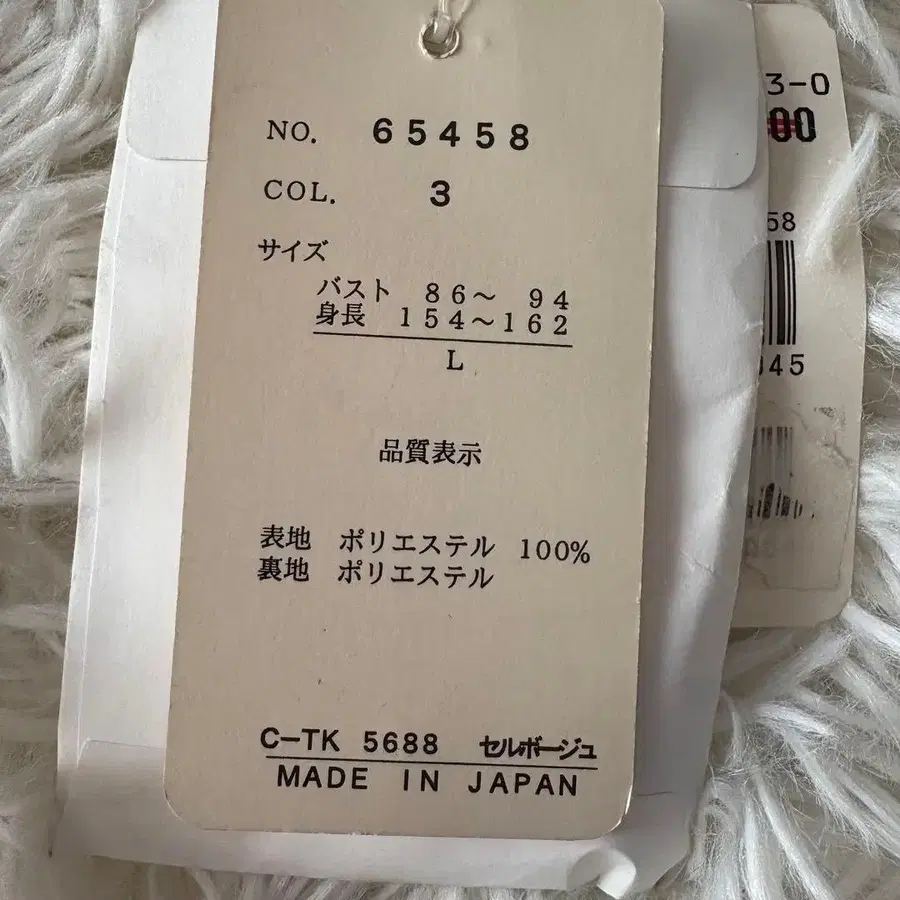 NO. 65458
COL. 3
サイズ
バスト 86～ 94
身長 154～162
L
品質表示
表地 ポリエステル 100%
裏地 ポリエステル
C-TK 5688 セルボージュ
MADE IN JAPAN
3-0
00
58
45